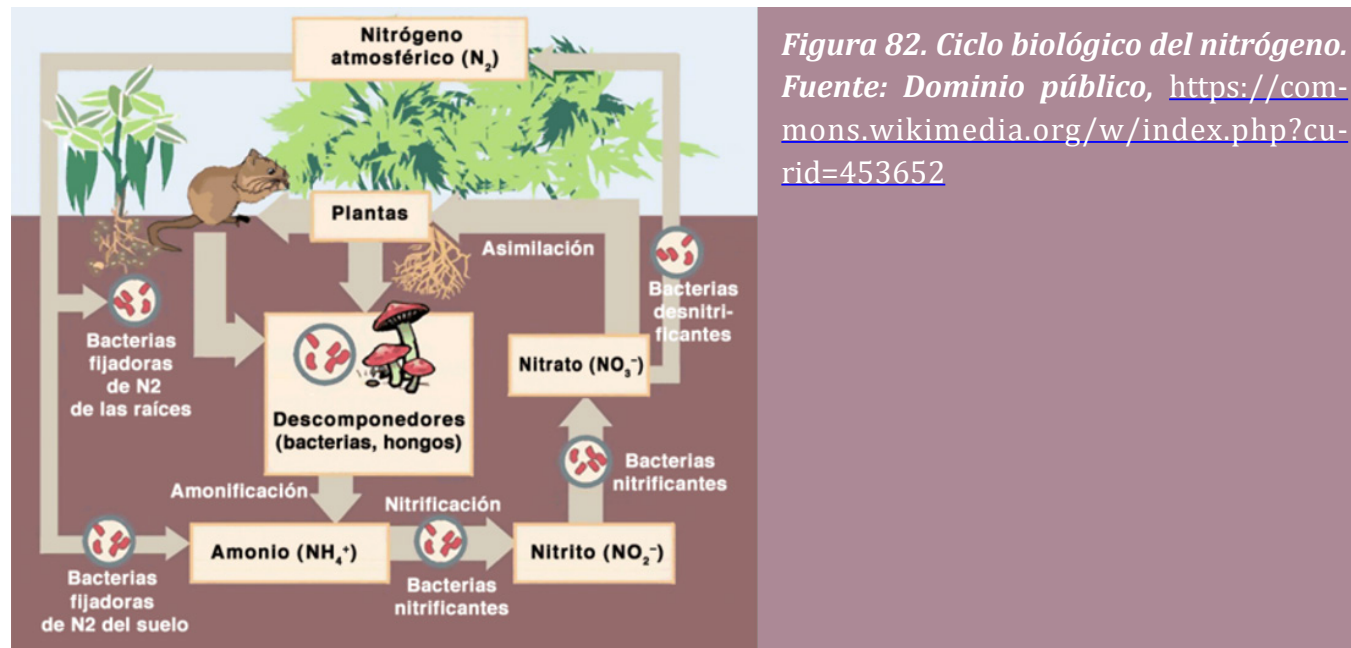 Nitrógeno
atmosférico (N₂)
Plantas
Asimilación
Bacterias
desnitri-
ficantes
Bacterias
fijadoras
de N2
de las raíces
Nitrato (NO₃⁻)
Descomponedores
(bacterias, hongos)
Bacterias
nitrificantes
Amonificación
Nitrificación
Amonio (NH₄⁺)
Nitrito (NO₂⁻)
Bacterias
nitrificantes
Bacterias
fijadoras
de N2 del suelo
Figura 82. Ciclo biológico del nitrógeno.
Fuente: Dominio público, https://com-
mons.wikimedia.org/w/index.php?cu-
rid=453652